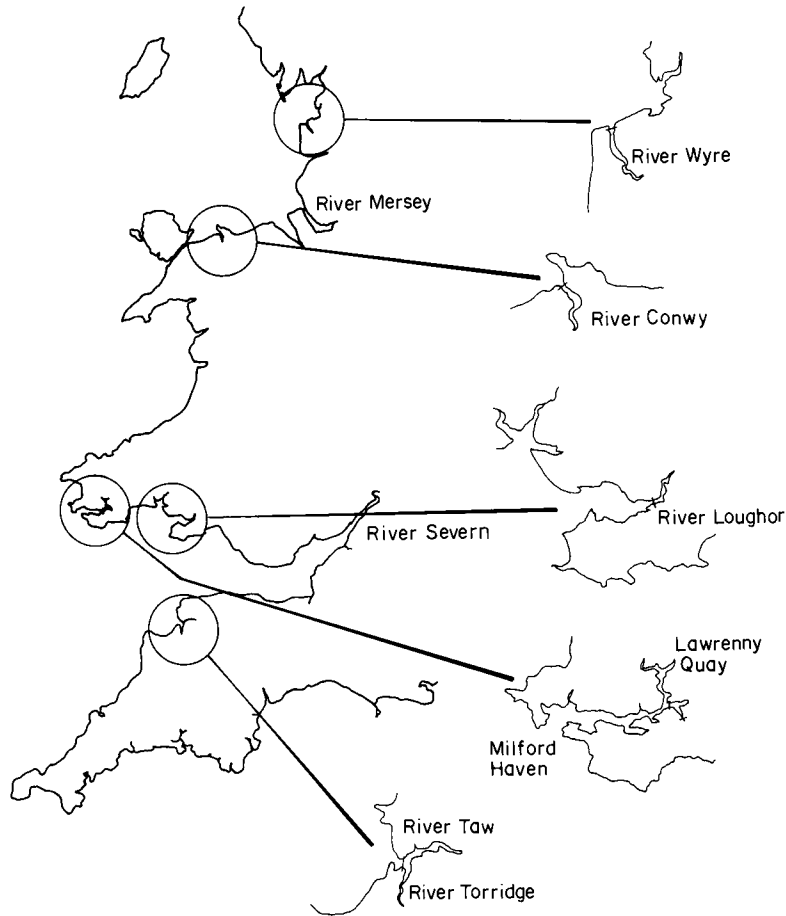 River Wyre
River Mersey
River Conwy
River Loughor
River Severn
Lawrenny
Quay
Milford
Haven
River Taw
River Torridge